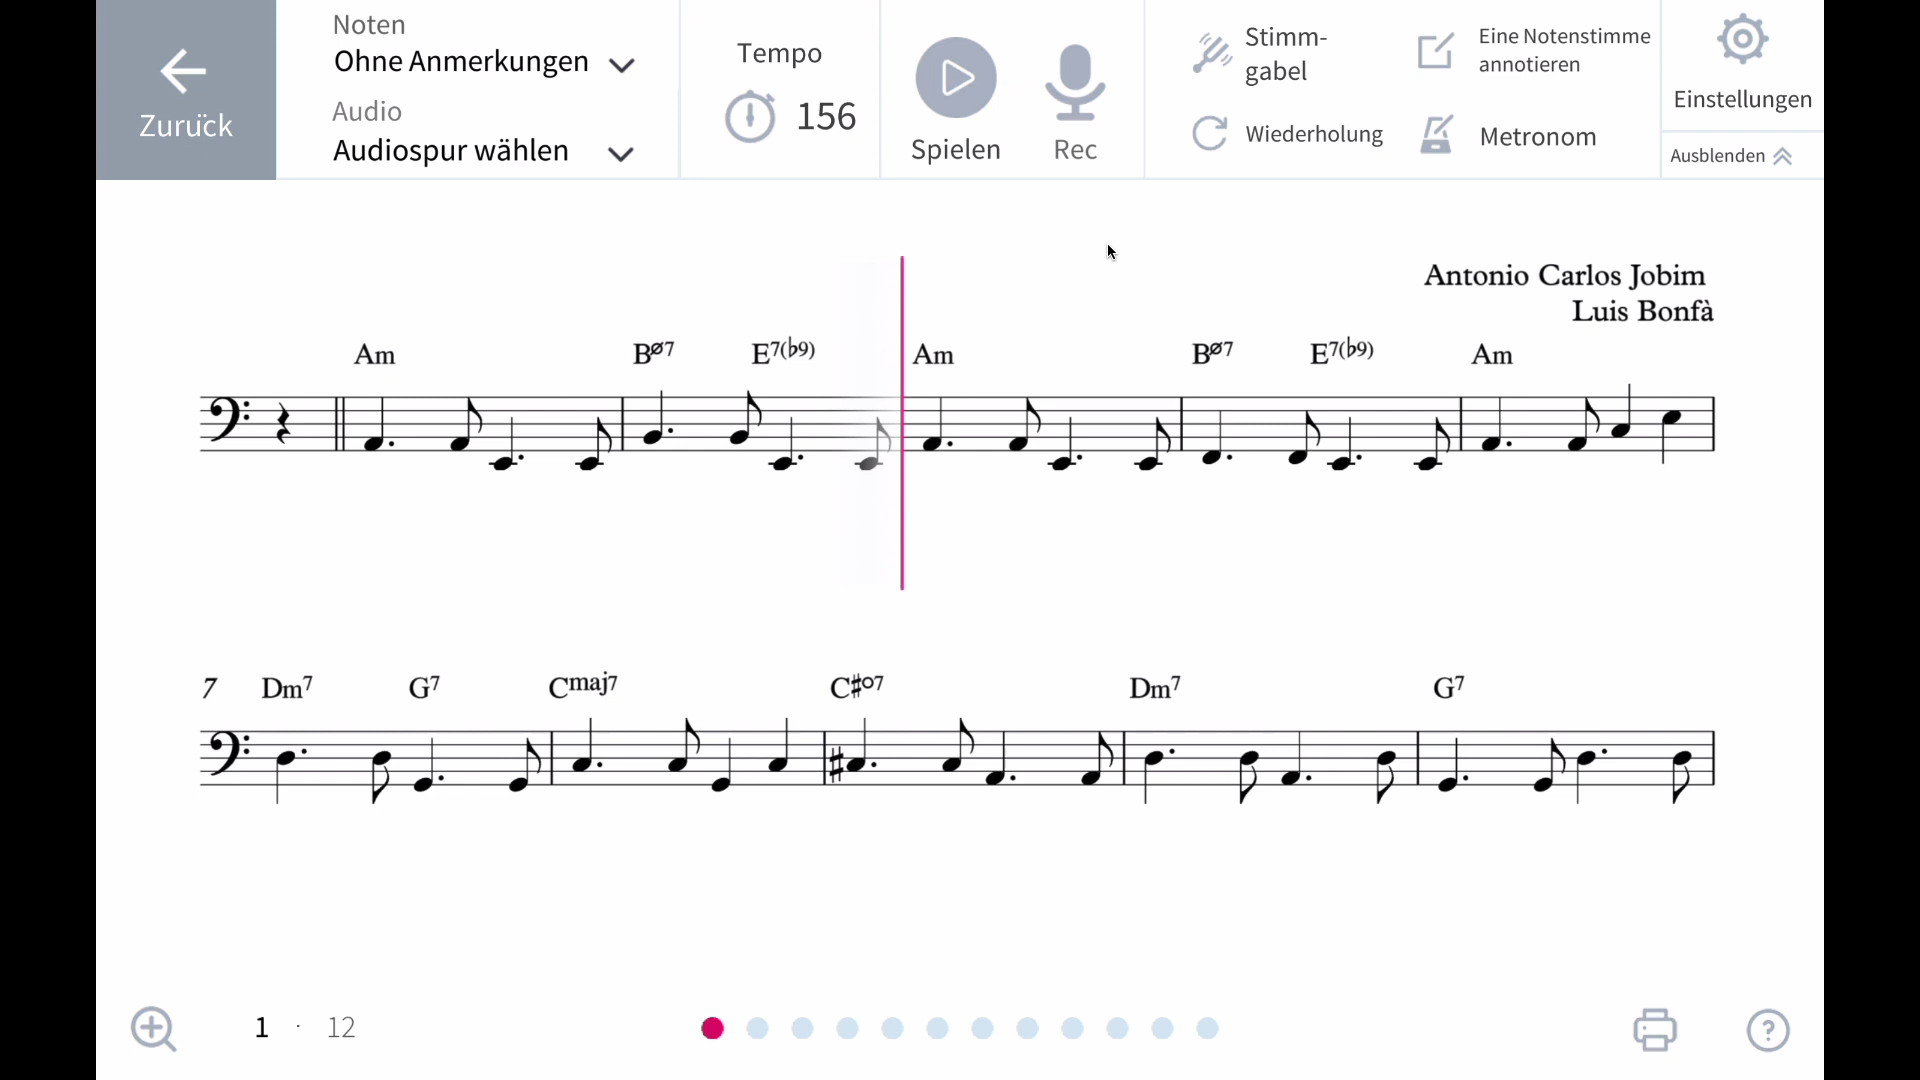 Zurück
Noten
Ohne Anmerkungen
Audio
Audiospur wählen
Tempo
156
Spielen
Rec
Stimm-
gabel
Wiederholung
Eine Notenstimme
annotieren
Metronom
Einstellungen
Ausblenden
Antonio Carlos Jobim
Luis Bonfà
Am Bø7 E7(♭9) Am Bø7 E7(♭9) Am
7 Dm7 G7 Cmaj7 C♯o7 Dm7 G7
1 · 12
?